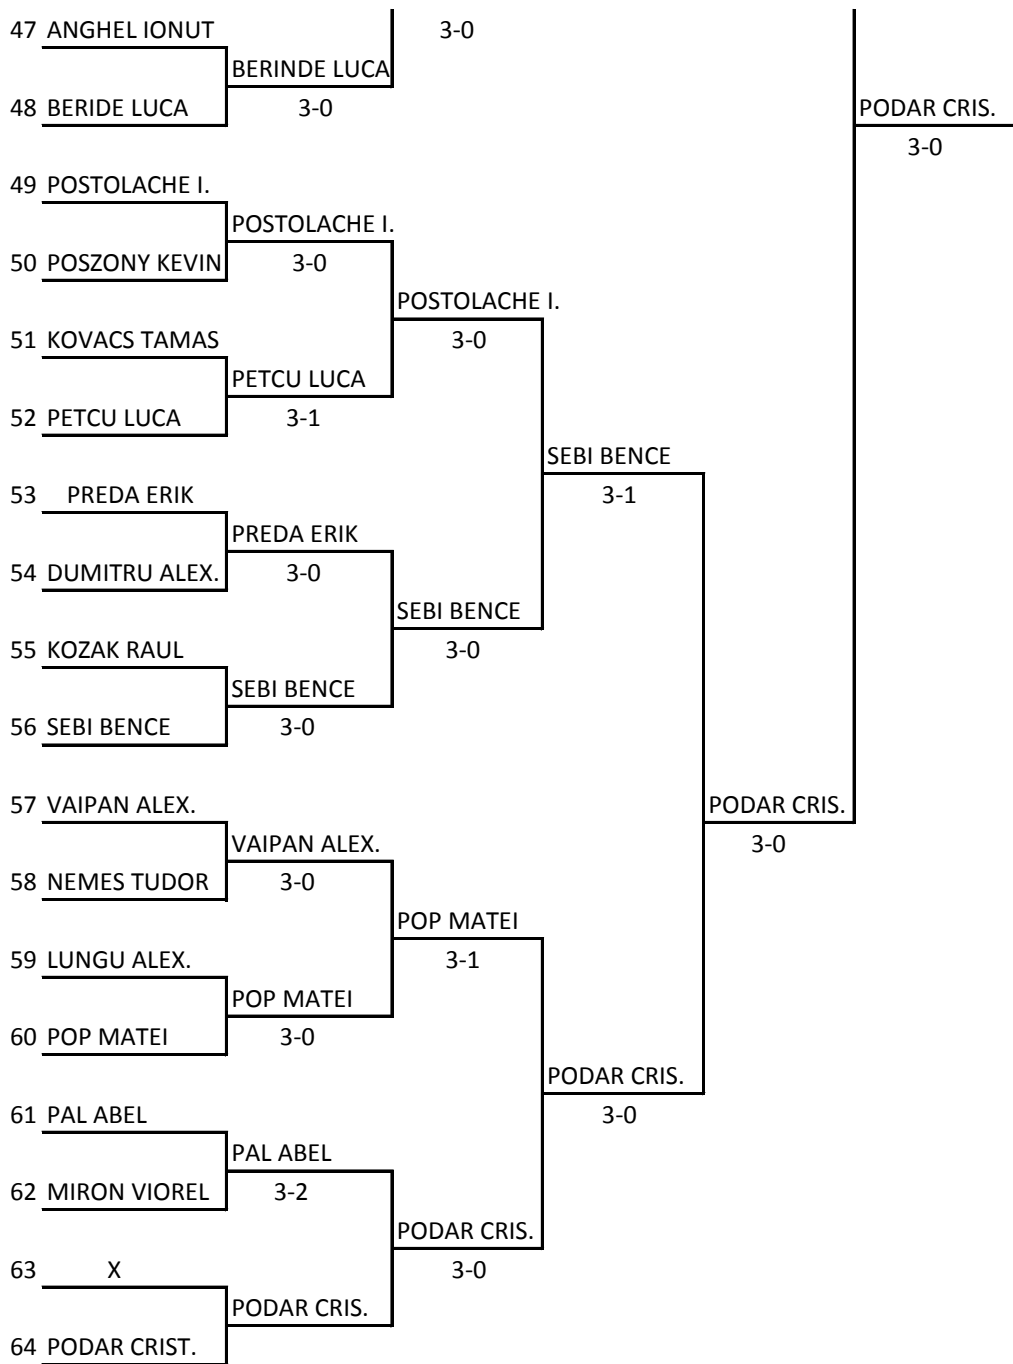 47 ANGHEL IONUT 3-0
BERINDE LUCA
48 BERIDE LUCA 3-0 PODAR CRIS.
3-0
49 POSTOLACHE I.
POSTOLACHE I.
50 POSZONY KEVIN 3-0
POSTOLACHE I.
51 KOVACS TAMAS 3-0
PETCU LUCA
52 PETCU LUCA 3-1
SEBI BENCE
53 PREDA ERIK 3-1
PREDA ERIK
54 DUMITRU ALEX. 3-0
SEBI BENCE
55 KOZAK RAUL 3-0
SEBI BENCE
56 SEBI BENCE 3-0
57 VAIPAN ALEX. PODAR CRIS.
VAIPAN ALEX. 3-0
58 NEMES TUDOR 3-0
POP MATEI
59 LUNGU ALEX. 3-1
POP MATEI
60 POP MATEI 3-0
PODAR CRIS.
61 PAL ABEL 3-0
PAL ABEL
62 MIRON VIOREL 3-2
PODAR CRIS.
63 X 3-0
PODAR CRIS.
64 PODAR CRIST.